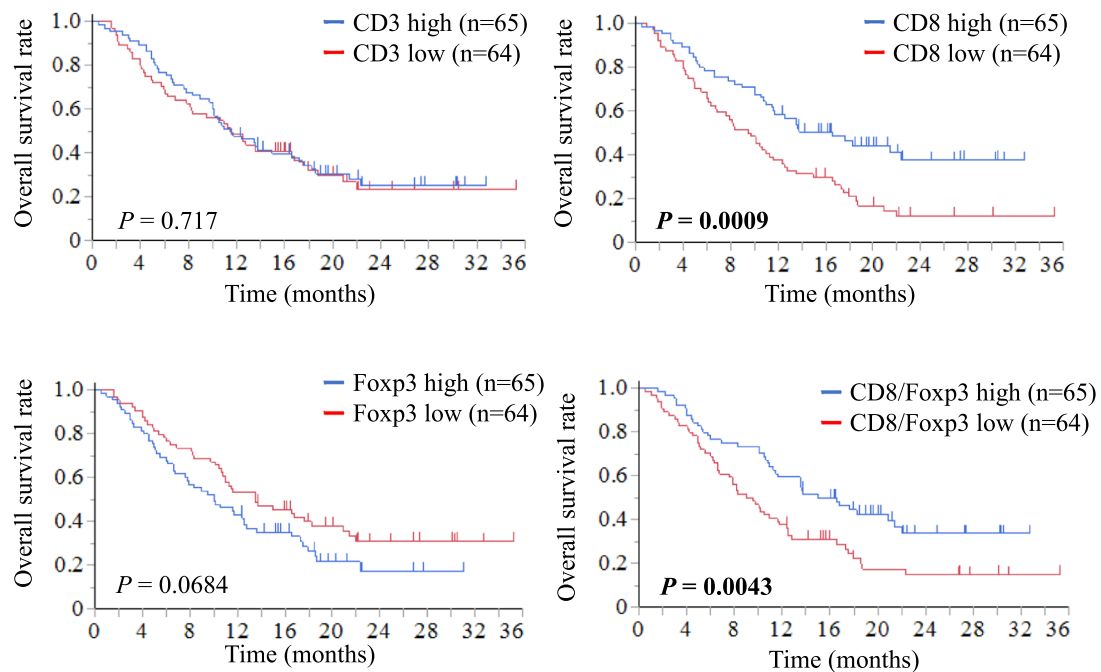 CD3 high (n=65)
CD3 low (n=64)
Overall survival rate
1.0
0.8
0.6
0.4
0.2
0
P = 0.717
0 4 8 12 16 20 24 28 32 36
Time (months)
CD8 high (n=65)
CD8 low (n=64)
Overall survival rate
1.0
0.8
0.6
0.4
0.2
0
P = 0.0009
0 4 8 12 16 20 24 28 32 36
Time (months)
Foxp3 high (n=65)
Foxp3 low (n=64)
Overall survival rate
1.0
0.8
0.6
0.4
0.2
0
P = 0.0684
0 4 8 12 16 20 24 28 32 36
Time (months)
CD8/Foxp3 high (n=65)
CD8/Foxp3 low (n=64)
Overall survival rate
1.0
0.8
0.6
0.4
0.2
0
P = 0.0043
0 4 8 12 16 20 24 28 32 36
Time (months)